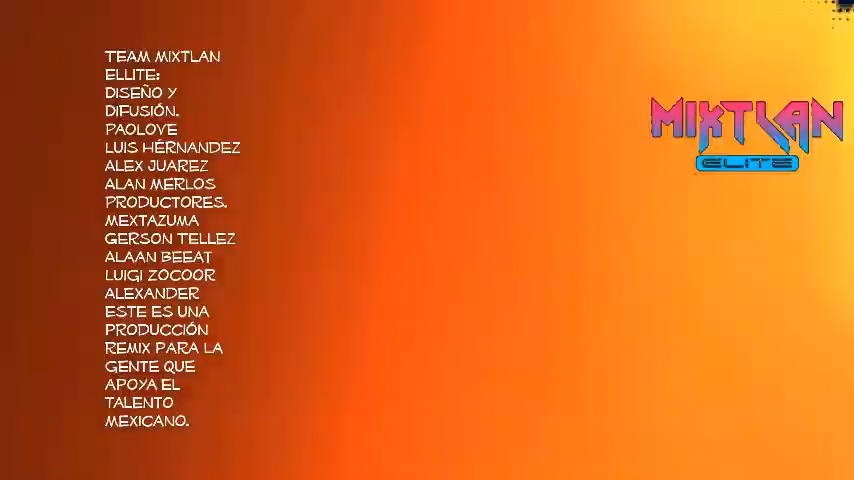 TEAM MIXTLAN
ELLITE:
DISEÑO Y
DIFUSIÓN.
PAOLOVE
LUIS HÉRNANDEZ
ALEX JUAREZ
ALAN MERLOS
PRODUCTORES.
MEXTAZUMA
GERSON TELLEZ
ALAAN BEEAT
LUIGI ZOCOOR
ALEXANDER
ESTE ES UNA
PRODUCCIÓN
REMIX PARA LA
GENTE QUE
APOYA EL
TALENTO
MEXICANO.
MIXTLAN
ELITE